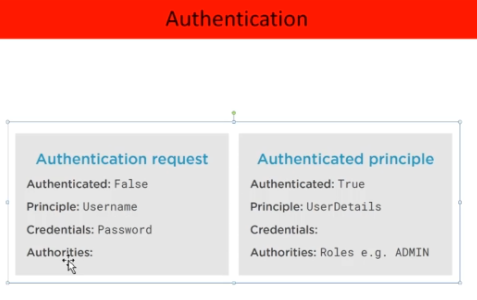 Authentication
Authentication request
Authenticated: False
Principle: Username
Credentials: Password
Authorities:
Authenticated principle
Authenticated: True
Principle: UserDetails
Credentials:
Authorities: Roles e.g. ADMIN